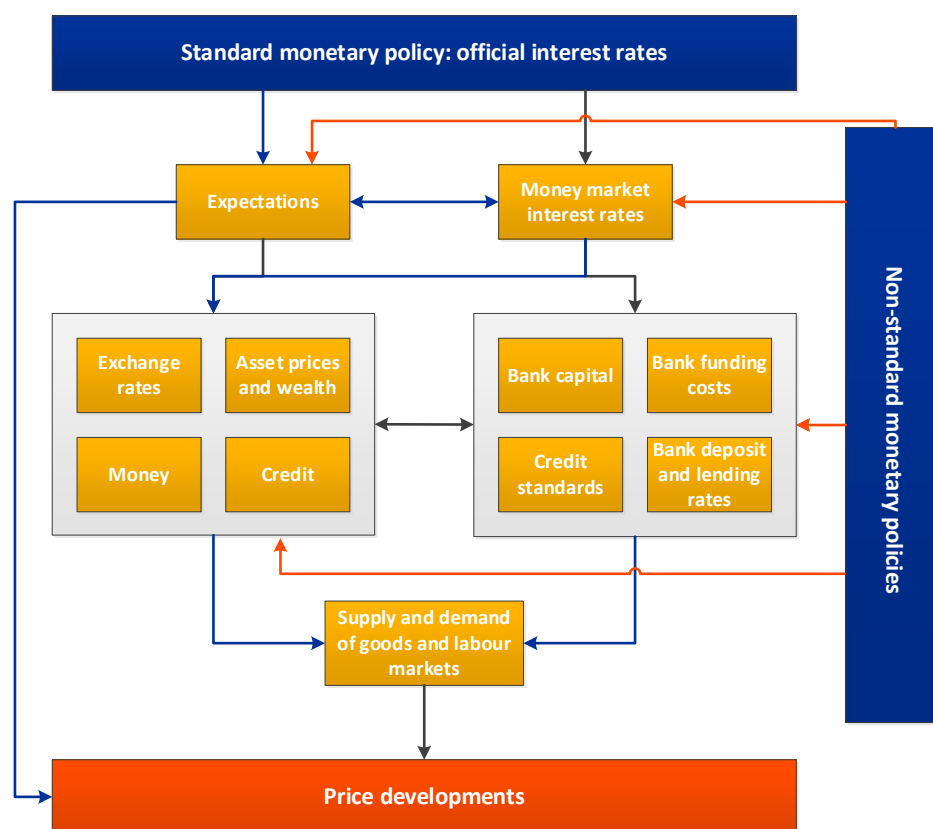 Standard monetary policy: official interest rates
Expectations
Money market
interest rates
Non-standard monetary policies
Exchange
rates
Asset prices
and wealth
Money
Credit
Bank capital
Bank funding
costs
Credit
standards
Bank deposit
and lending
rates
Supply and demand
of goods and labour
markets
Price developments